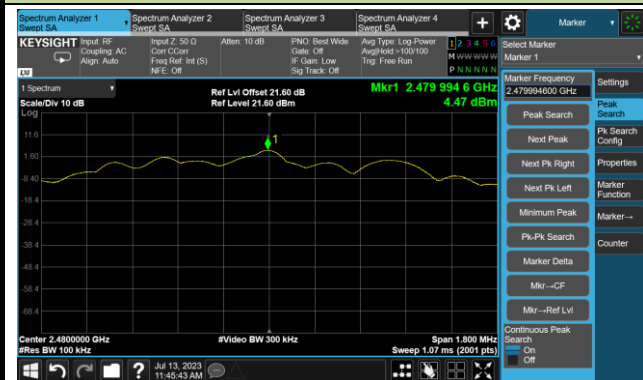 Spectrum Analyzer 1
Swept SA
Spectrum Analyzer 2
Swept SA
Spectrum Analyzer 3
Swept SA
Spectrum Analyzer 4
Swept SA
+
Marker
KEYSIGHT
Input: RF
Coupling: AC
Align: Auto
Input Z: 50 Ω
Corr CCorr
Freq Ref: Int (S)
NFE: Off
Atten: 10 dB
PNO: Best Wide
Gate: Off
IF Gain: Low
Sig Track: Off
Avg Type: Log-Power
Avg|Hold:>100/100
Trig: Free Run
1 2 3 4 5 6
M W W W W W
P N N N N N
LXI
Select Marker
Marker 1
1 Spectrum
Scale/Div 10 dB
Log
Ref Lvl Offset 21.60 dB
Ref Level 21.60 dBm
Mkr1 2.479 994 6 GHz
4.47 dBm
11.6
1.60
-8.40
-18.4
-28.4
-38.4
-48.4
-58.4
-68.4
1
Center 2.4800000 GHz
#Res BW 100 kHz
#Video BW 300 kHz
Span 1.800 MHz
Sweep 1.07 ms (2001 pts)
Marker Frequency
2.479994600 GHz
Peak Search
Next Peak
Next Pk Right
Next Pk Left
Minimum Peak
Pk-Pk Search
Marker Delta
Mkr→CF
Mkr→Ref Lvl
Continuous Peak
Search
On
Off
Settings
Peak
Search
Pk Search
Config
Properties
Marker
Function
Marker→
Counter
?
Jul 13, 2023
11:45:43 AM